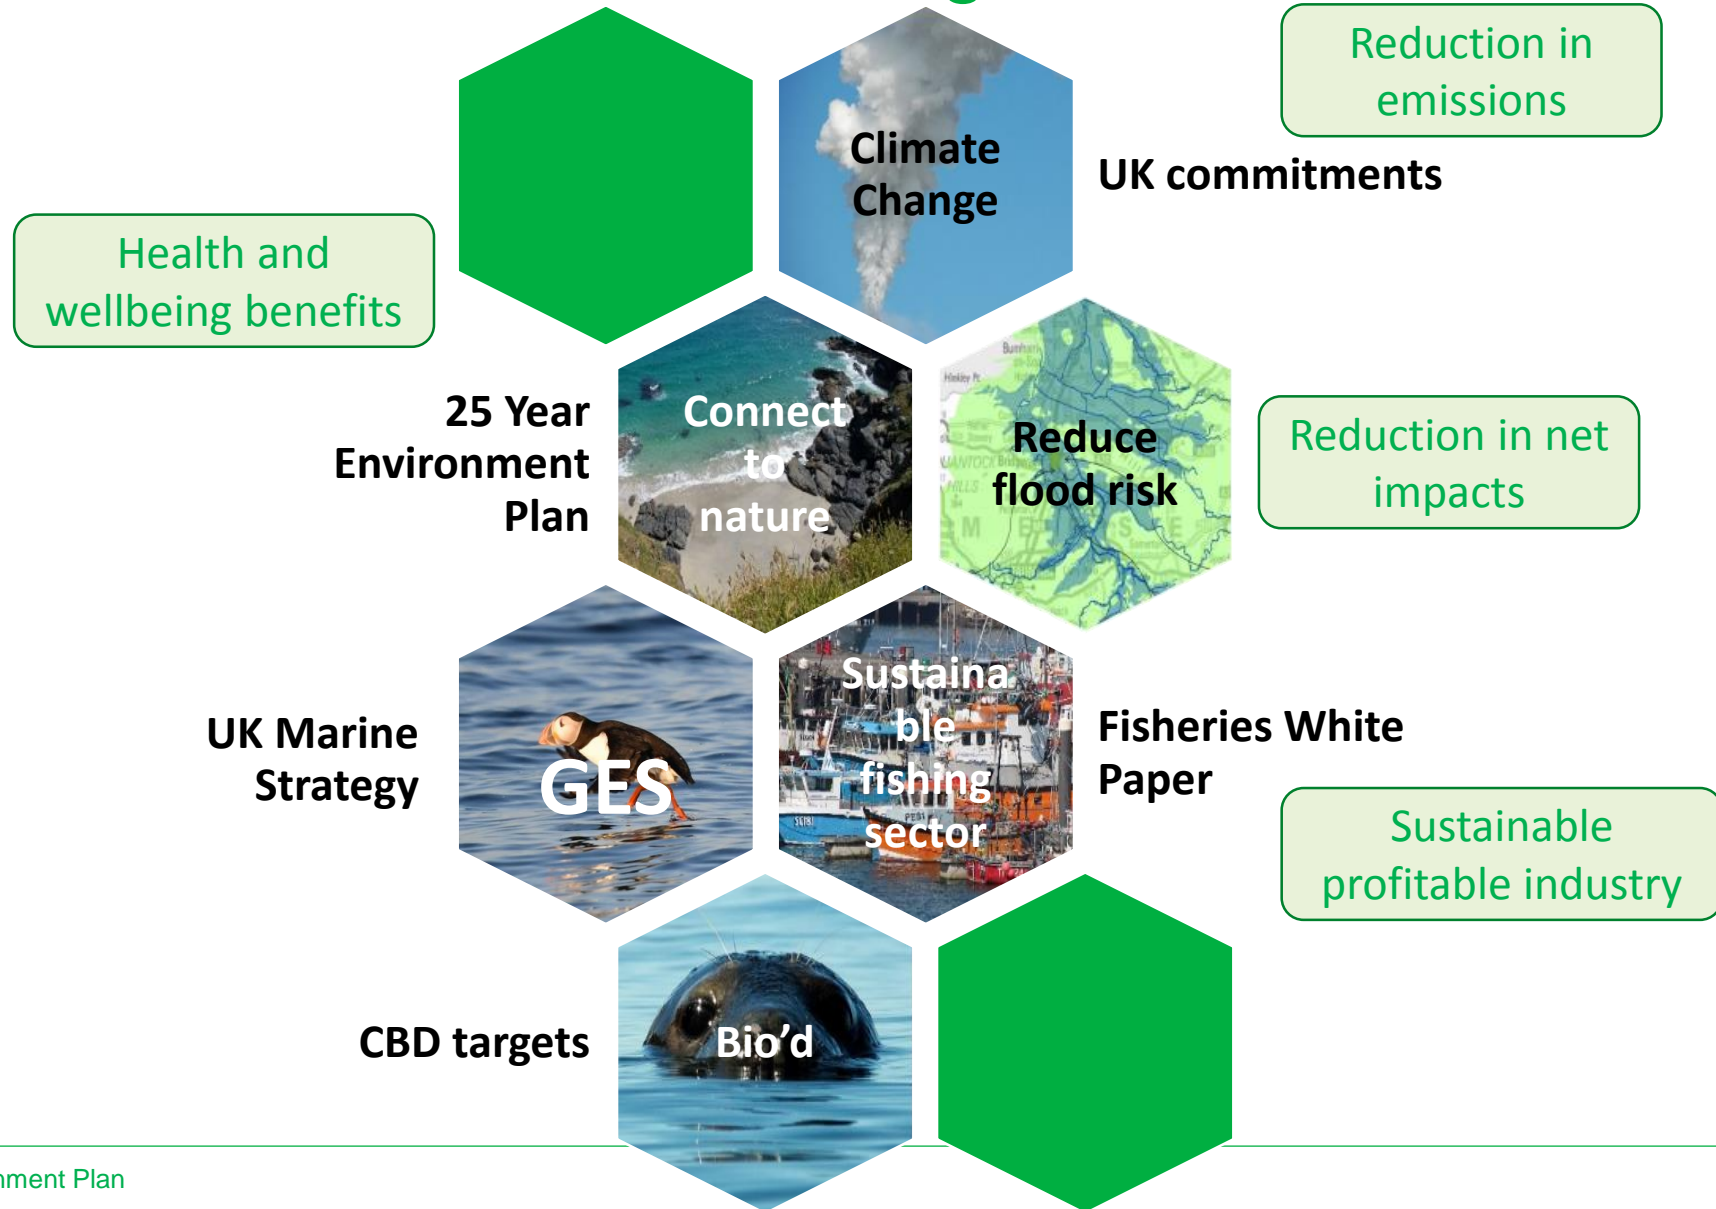 Reduction in
emissions
Climate
Change
UK commitments
Health and
wellbeing benefits
25 Year
Environment
Plan
Connect
to
nature
Reduce
flood risk
Reduction in net
impacts
UK Marine
Strategy
GES
Sustaina
ble
fishing
sector
Fisheries White
Paper
Sustainable
profitable industry
CBD targets
Bio’d
nment Plan